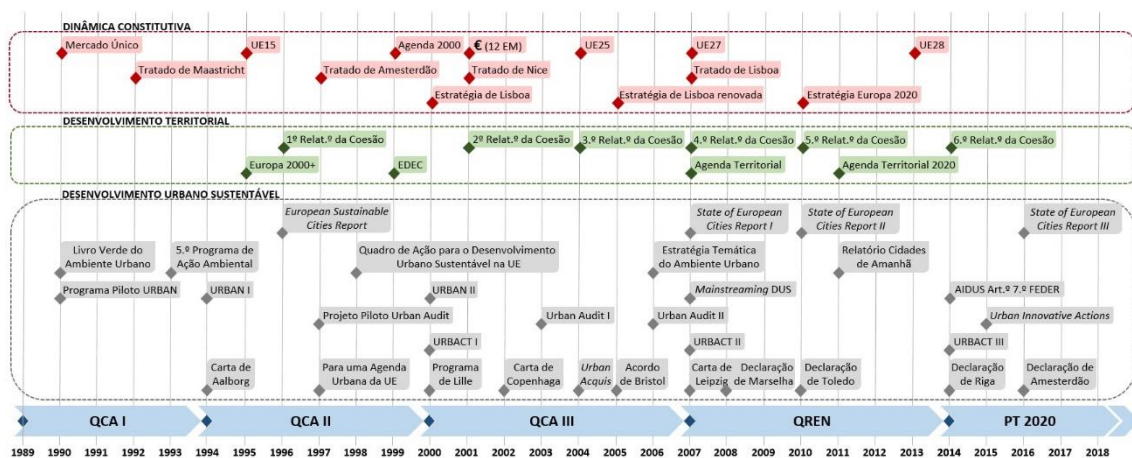 DINÂMICA CONSTITUTIVA
Mercado Único
UE15
Agenda 2000
€ (12 EM)
UE25
UE27
UE28
Tratado de Maastricht
Tratado de Amesterdão
Tratado de Nice
Tratado de Lisboa
Estratégia de Lisboa
Estratégia de Lisboa renovada
Estratégia Europa 2020
DESENVOLVIMENTO TERRITORIAL
1º Relat.º da Coesão
2º Relat.º da Coesão
3.º Relat.º da Coesão
4.º Relat.º da Coesão
5.º Relat.º da Coesão
6.º Relat.º da Coesão
Europa 2000+
EDEC
Agenda Territorial
Agenda Territorial 2020
DESENVOLVIMENTO URBANO SUSTENTÁVEL
European Sustainable
Cities Report
State of European
Cities Report I
State of European
Cities Report II
State of European
Cities Report III
Livro Verde do
Ambiente Urbano
5.º Programa de
Ação Ambiental
Quadro de Ação para o Desenvolvimento
Urbano Sustentável na UE
Estratégia Temática
do Ambiente Urbano
Relatório Cidades
de Amanhã
Programa Piloto URBAN
URBAN I
URBAN II
Mainstreaming DUS
AIDUS Art.º 7.º FEDER
Projeto Piloto Urban Audit
Urban Audit I
Urban Audit II
Urban Innovative Actions
URBACT I
URBACT II
URBACT III
Carta de
Aalborg
Para uma Agenda
Urbana da UE
Programa
de Lille
Carta de
Copenhaga
Urban
Acquis
Acordo
de Bristol
Carta de
Leipzig
Declaração
de Marselha
Declaração
de Toledo
Declaração
de Riga
Declaração de
Amesterdão
QCA I
QCA II
QCA III
QREN
PT 2020
1989 1990 1991 1992 1993 1994 1995 1996 1997 1998 1999 2000 2001 2002 2003 2004 2005 2006 2007 2008 2009 2010 2011 2012 2013 2014 2015 2016 2017 2018